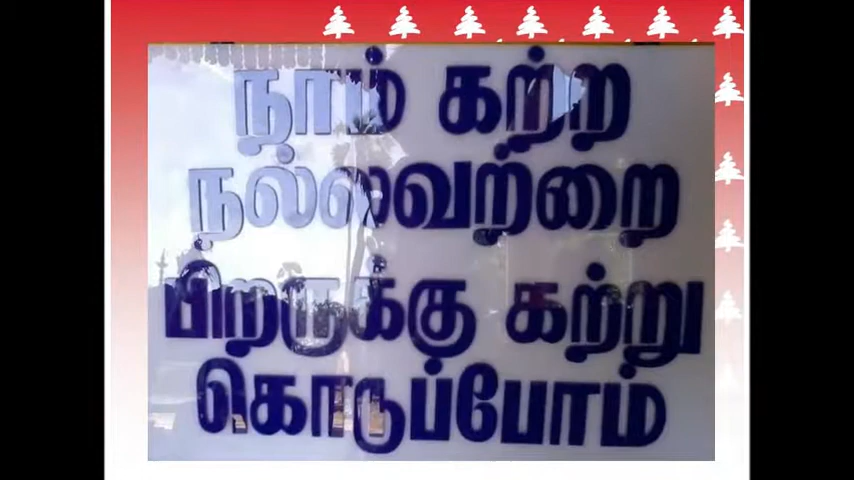 நாம் கற்ற
நல்லவற்றை
பிறருக்கு கற்று
கொடுப்போம்